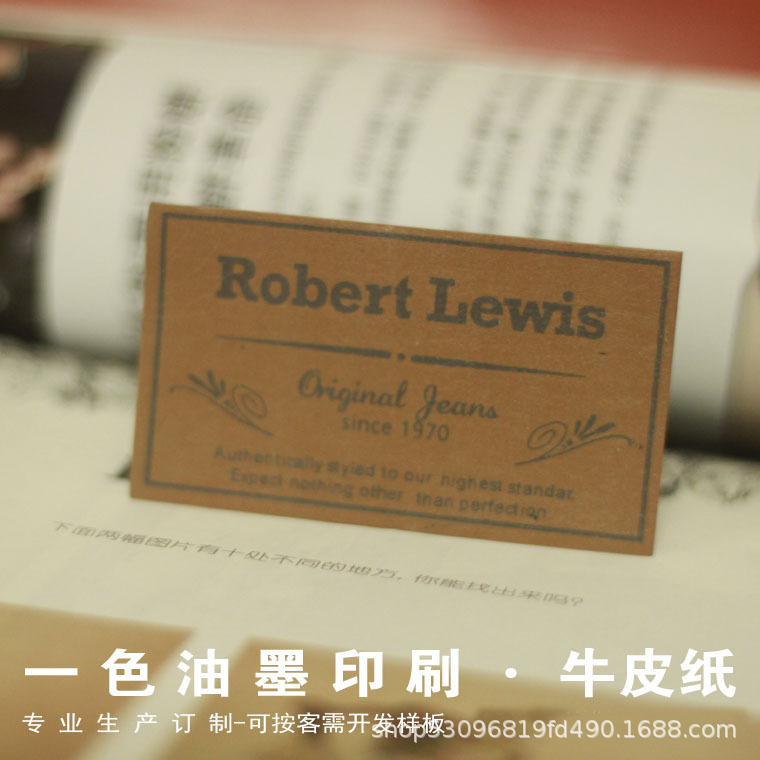 Robert Lewis
Original Jeans
since 1970
Authentically styled to our highest standar.
Expect nothing other than perfection
下面两幅图片有十处不同的地方，你能找出来吗？
一色油墨印刷·牛皮纸
专业生产订制-可按客需开发样板
shop53096819fd490.1688.com